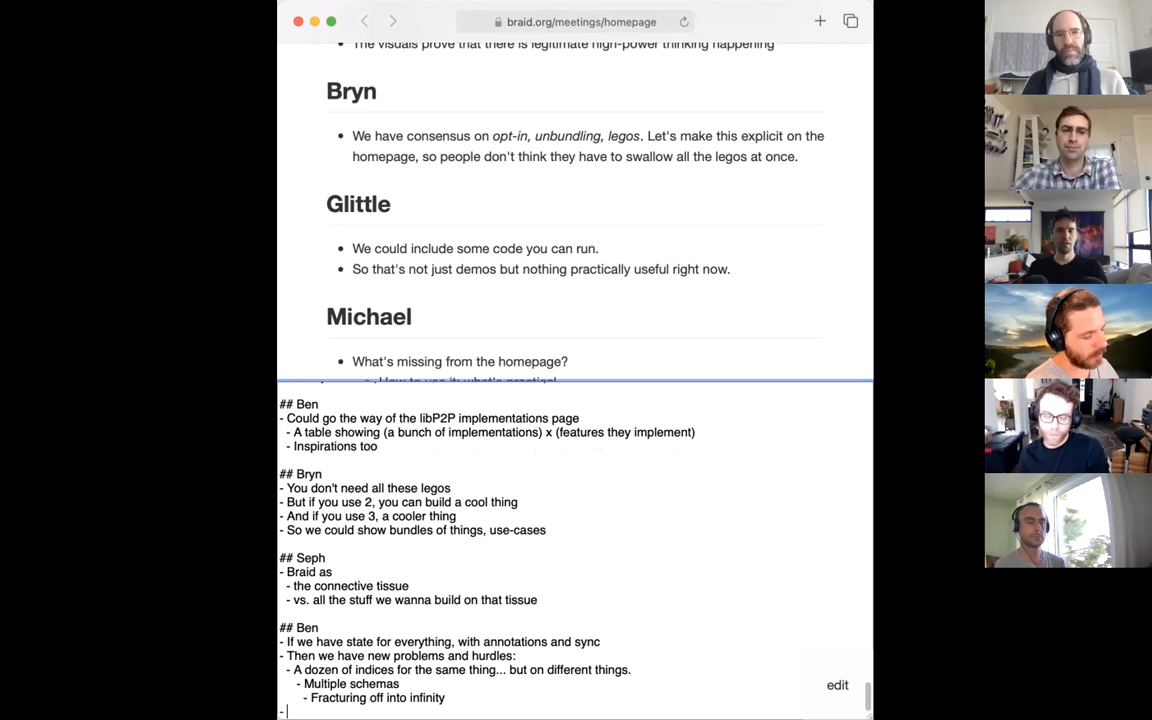 braid.org/meetings/homepage
• The visuals prove that there is legitimate high-power thinking happening
Bryn
• We have consensus on opt-in, unbundling, legos. Let's make this explicit on the
homepage, so people don't think they have to swallow all the legos at once.
Glittle
• We could include some code you can run.
• So that's not just demos but nothing practically useful right now.
Michael
• What's missing from the homepage?
How to use it; what's practical
## Ben
- Could go the way of the libP2P implementations page
- A table showing (a bunch of implementations) x (features they implement)
- Inspirations too
## Bryn
- You don't need all these legos
- But if you use 2, you can build a cool thing
- And if you use 3, a cooler thing
- So we could show bundles of things, use-cases
## Seph
- Braid as
- the connective tissue
- vs. all the stuff we wanna build on that tissue
## Ben
- If we have state for everything, with annotations and sync
- Then we have new problems and hurdles:
- A dozen of indices for the same thing... but on different things.
- Multiple schemas
- Fracturing off into infinity
-
edit